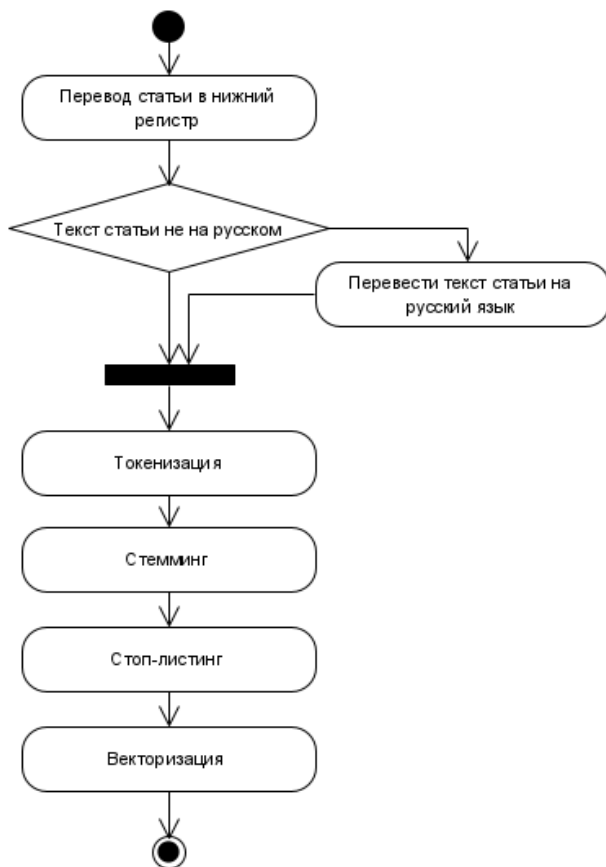 Перевод статьи в нижний
регистр
Текст статьи не на русском
Перевести текст статьи на
русский язык
Токенизация
Стемминг
Стоп-листинг
Векторизация